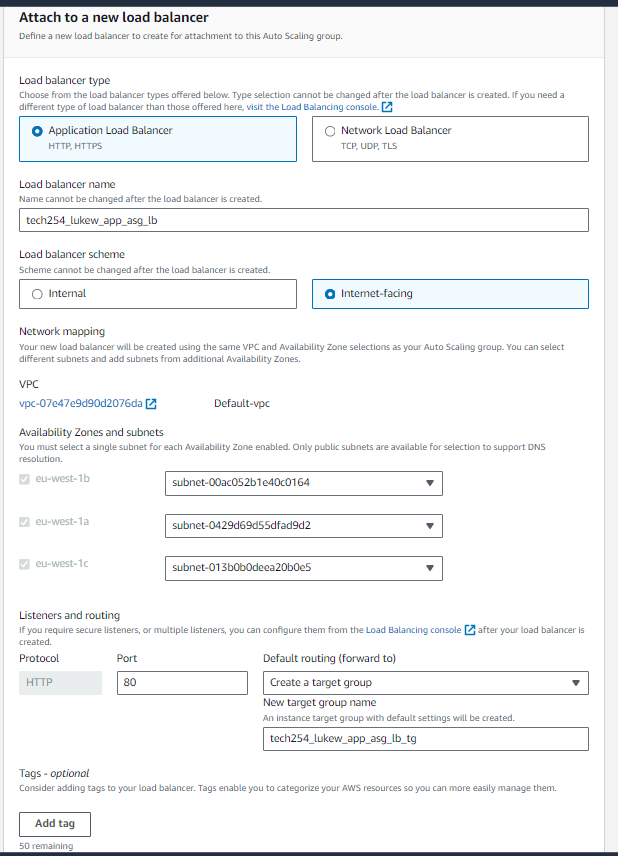 Attach to a new load balancer
Define a new load balancer to create for attachment to this Auto Scaling group.
Load balancer type
Choose from the load balancer types offered below. Type selection cannot be changed after the load balancer is created. If you need a
different type of load balancer than those offered here, visit the Load Balancing console.
Application Load Balancer
HTTP, HTTPS
Network Load Balancer
TCP, UDP, TLS
Load balancer name
Name cannot be changed after the load balancer is created.
tech254_lukew_app_asg_lb
Load balancer scheme
Scheme cannot be changed after the load balancer is created.
Internal
Internet-facing
Network mapping
Your new load balancer will be created using the same VPC and Availability Zone selections as your Auto Scaling group. You can select
different subnets and add subnets from additional Availability Zones.
VPC
vpc-07e47e9d90d2076da
Default-vpc
Availability Zones and subnets
You must select a single subnet for each Availability Zone enabled. Only public subnets are available for selection to support DNS
resolution.
eu-west-1b
subnet-00ac052b1e40c0164
eu-west-1a
subnet-0429d69d55dfad9d2
eu-west-1c
subnet-013b0b0deea20b0e5
Listeners and routing
If you require secure listeners, or multiple listeners, you can configure them from the Load Balancing console after your load balancer is
created.
Protocol
Port
Default routing (forward to)
HTTP
80
Create a target group
New target group name
An instance target group with default settings will be created.
tech254_lukew_app_asg_lb_tg
Tags - optional
Consider adding tags to your load balancer. Tags enable you to categorize your AWS resources so you can more easily manage them.
Add tag
50 remaining